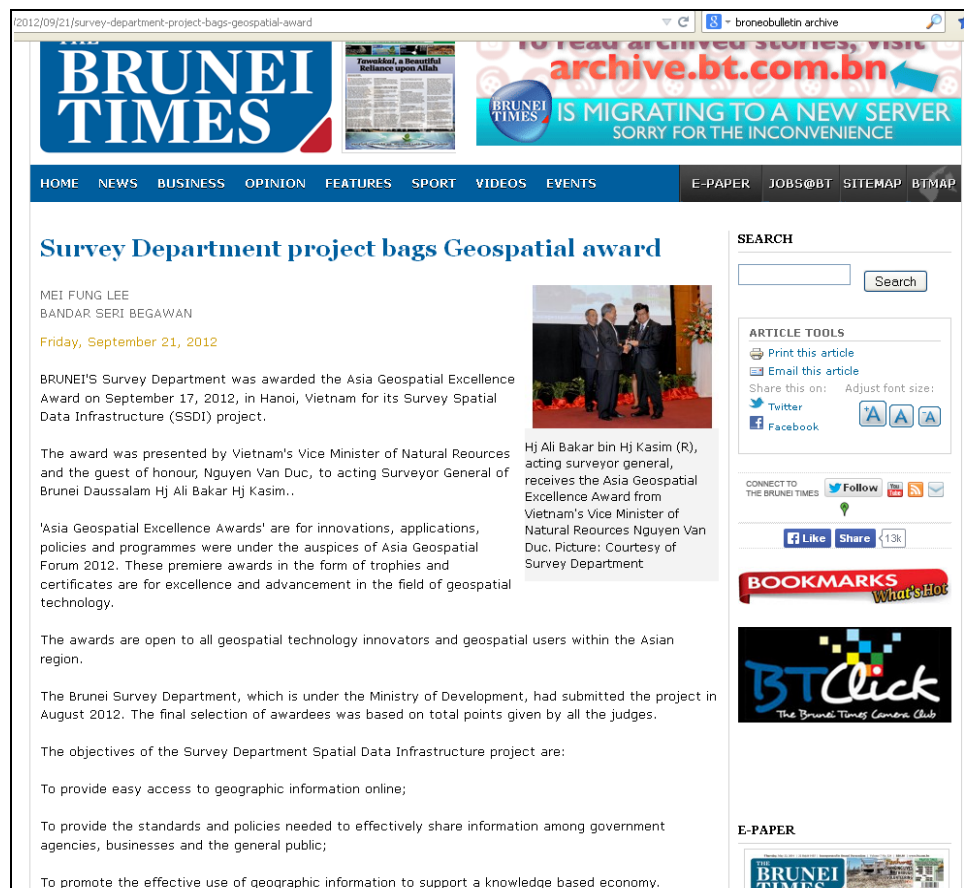 /2012/09/21/survey-department-project-bags-geospatial-award
broneobulletin archive
THE
BRUNEI
TIMES
Tawakkal, a Beautiful
Reliance upon Allah
To read archived stories, visit
archive.bt.com.bn
BRUNEI
TIMES
IS MIGRATING TO A NEW SERVER
SORRY FOR THE INCONVENIENCE
HOME NEWS BUSINESS OPINION FEATURES SPORT VIDEOS EVENTS E-PAPER JOBS@BT SITEMAP BTMAP
Survey Department project bags Geospatial award
MEI FUNG LEE
BANDAR SERI BEGAWAN
Friday, September 21, 2012
BRUNEI'S Survey Department was awarded the Asia Geospatial Excellence
Award on September 17, 2012, in Hanoi, Vietnam for its Survey Spatial
Data Infrastructure (SSDI) project.
The award was presented by Vietnam's Vice Minister of Natural Reources
and the guest of honour, Nguyen Van Duc, to acting Surveyor General of
Brunei Daussalam Hj Ali Bakar Hj Kasim..
'Asia Geospatial Excellence Awards' are for innovations, applications,
policies and programmes were under the auspices of Asia Geospatial
Forum 2012. These premiere awards in the form of trophies and
certificates are for excellence and advancement in the field of geospatial
technology.
Hj Ali Bakar bin Hj Kasim (R),
acting surveyor general,
receives the Asia Geospatial
Excellence Award from
Vietnam's Vice Minister of
Natural Reources Nguyen Van
Duc. Picture: Courtesy of
Survey Department
The awards are open to all geospatial technology innovators and geospatial users within the Asian
region.
The Brunei Survey Department, which is under the Ministry of Development, had submitted the project in
August 2012. The final selection of awardees was based on total points given by all the judges.
The objectives of the Survey Department Spatial Data Infrastructure project are:
To provide easy access to geographic information online;
To provide the standards and policies needed to effectively share information among government
agencies, businesses and the general public;
To promote the effective use of geographic information to support a knowledge based economy.
SEARCH
Search
ARTICLE TOOLS
Print this article
Email this article
Share this on: Adjust font size:
Twitter
Facebook
+A A -A
CONNECT TO
THE BRUNEI TIMES
Follow
You
Tube
Like Share 13k
BOOKMARKS
What's Hot
BTClick
The Brunei Times Camera Club
E-PAPER
BRUNEI
TIMES